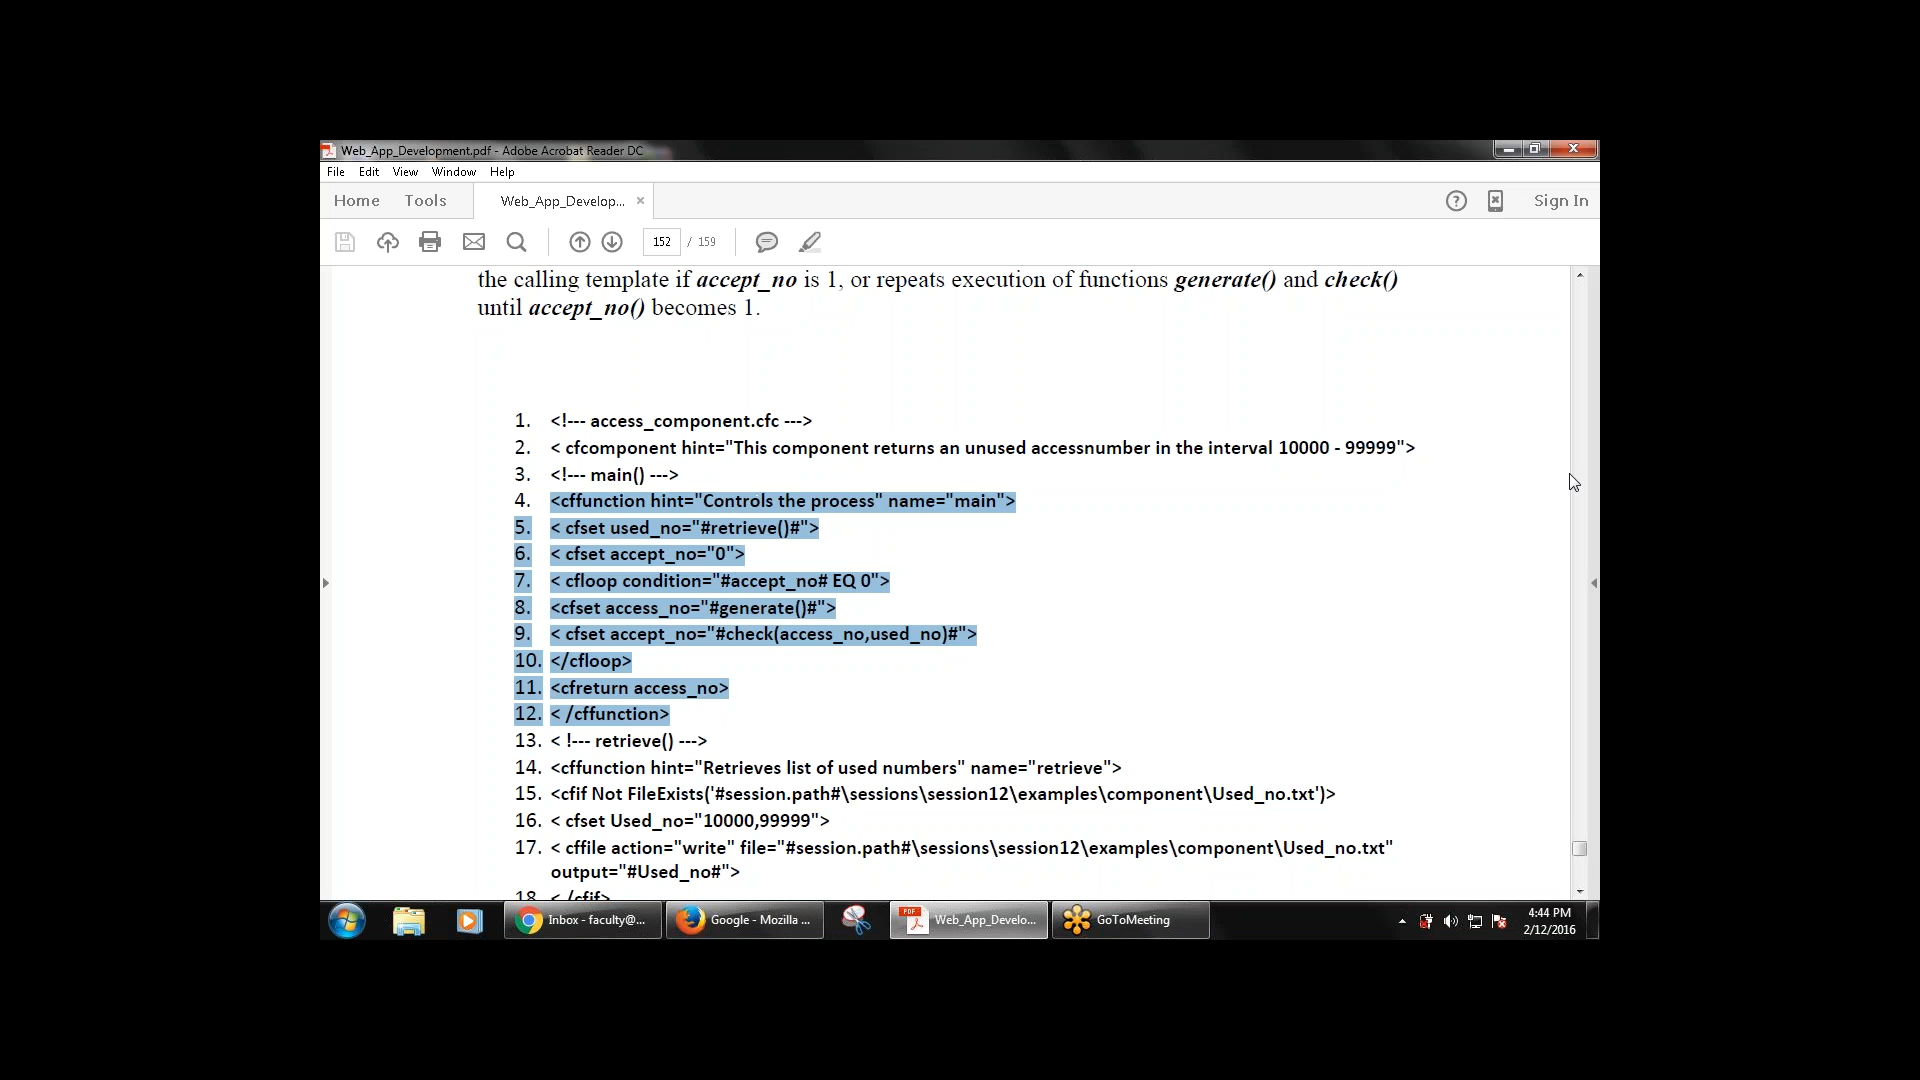 Web_App_Development.pdf - Adobe Acrobat Reader DC
File Edit View Window Help
Home Tools Web_App_Develop... × Sign In
152 / 159
the calling template if accept_no is 1, or repeats execution of functions generate() and check()
until accept_no() becomes 1.
1. <!--- access_component.cfc --->
2. < cfcomponent hint="This component returns an unused accessnumber in the interval 10000 - 99999">
3. <!--- main() --->
4. <cffunction hint="Controls the process" name="main">
5. < cfset used_no="#retrieve()#">
6. < cfset accept_no="0">
7. < cfloop condition="#accept_no# EQ 0">
8. <cfset access_no="#generate()#">
9. < cfset accept_no="#check(access_no,used_no)#">
10. </cfloop>
11. <cfreturn access_no>
12. < /cffunction>
13. < !--- retrieve() --->
14. <cffunction hint="Retrieves list of used numbers" name="retrieve">
15. <cfif Not FileExists('#session.path#\sessions\session12\examples\component\Used_no.txt')>
16. < cfset Used_no="10000,99999">
17. < cffile action="write" file="#session.path#\sessions\session12\examples\component\Used_no.txt"
output="#Used_no#">
18. < /cfif>
Inbox - faculty@... Google - Mozilla ... PDF Web_App_Develo... GoToMeeting 4:44 PM
2/12/2016